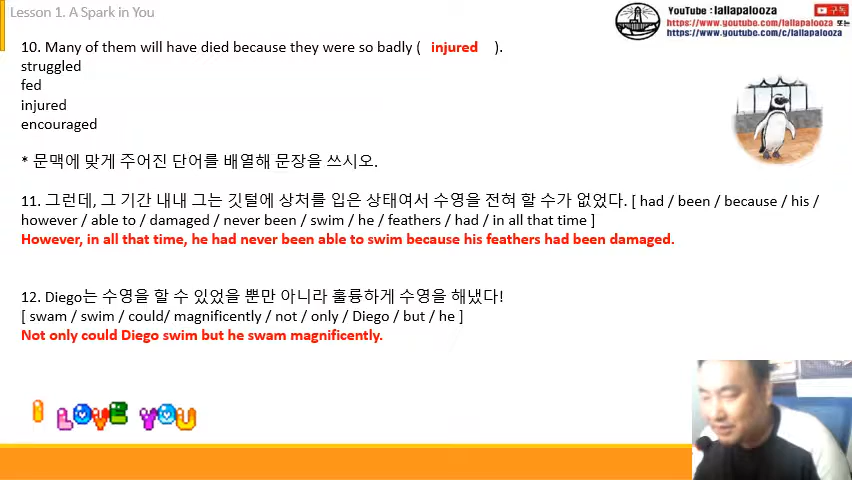 Lesson 1. A Spark in You
YouTube : lallapalooza
구독
https://www.youtube.com/lallapalooza 또는
https://www.youtube.com/c/lallapalooza
10. Many of them will have died because they were so badly ( injured ).
struggled
fed
injured
encouraged
* 문맥에 맞게 주어진 단어를 배열해 문장을 쓰시오.
11. 그런데, 그 기간 내내 그는 깃털에 상처를 입은 상태여서 수영을 전혀 할 수가 없었다. [ had / been / because / his /
however / able to / damaged / never been / swim / he / feathers / had / in all that time ]
However, in all that time, he had never been able to swim because his feathers had been damaged.
12. Diego는 수영을 할 수 있었을 뿐만 아니라 훌륭하게 수영을 해냈다!
[ swam / swim / could/ magnificently / not / only / Diego / but / he ]
Not only could Diego swim but he swam magnificently.
I LOVE YOU